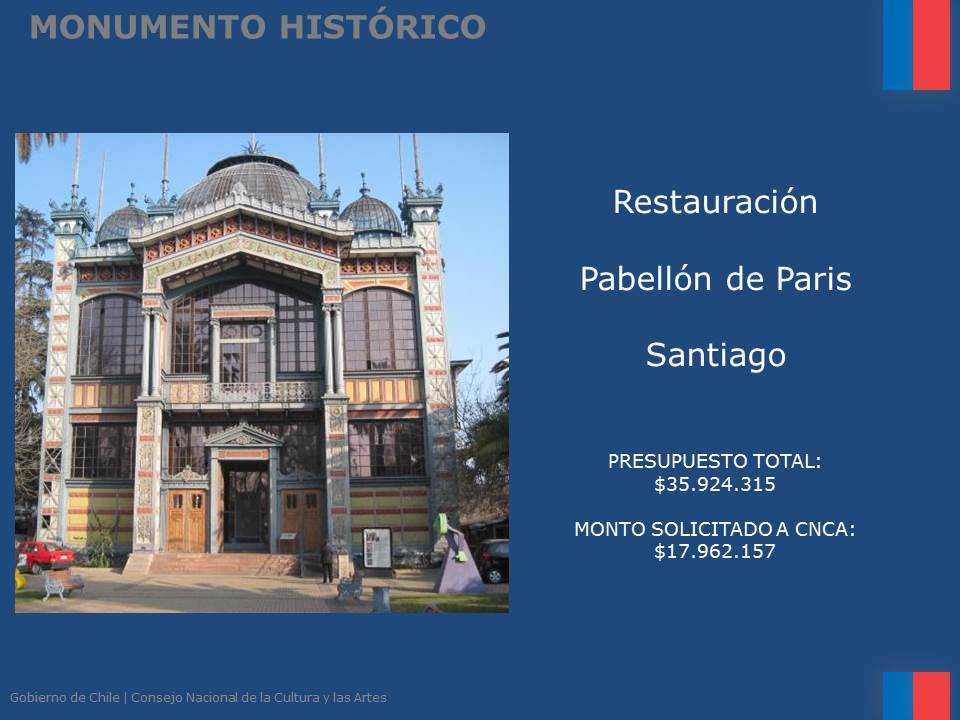 MONUMENTO HISTÓRICO
Restauración
Pabellón de Paris
Santiago
PRESUPUESTO TOTAL:
$35.924.315
MONTO SOLICITADO A CNCA:
$17.962.157
Gobierno de Chile | Consejo Nacional de la Cultura y las Artes